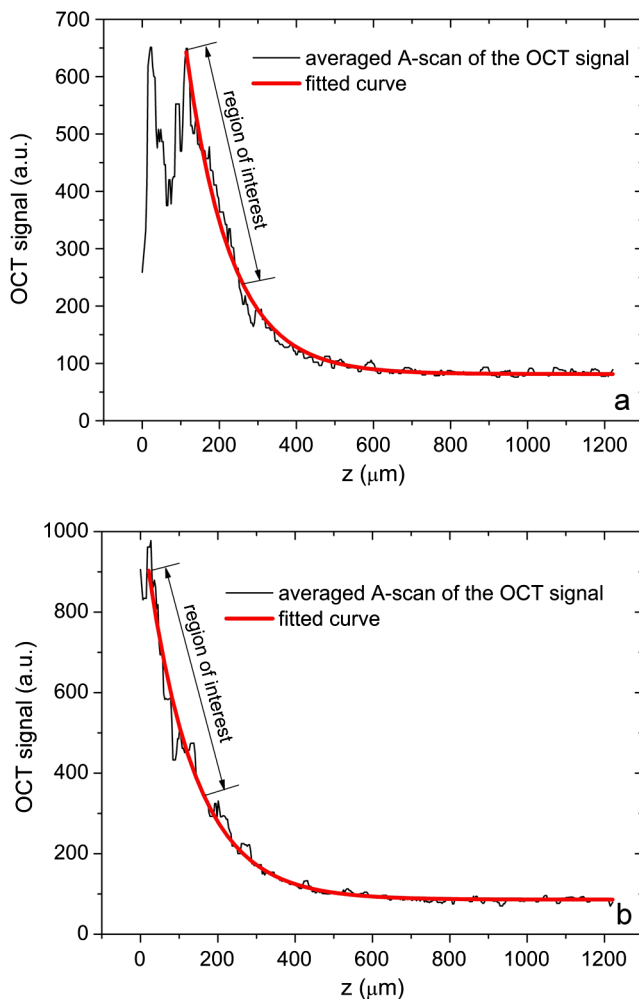 700
600
500
400
300
200
100
0
OCT signal (a.u.)
averaged A-scan of the OCT signal
fitted curve
region of interest
a
0 200 400 600 800 1000 1200
z (μm)
1000
800
600
400
200
0
OCT signal (a.u.)
averaged A-scan of the OCT signal
fitted curve
region of interest
b
0 200 400 600 800 1000 1200
z (μm)